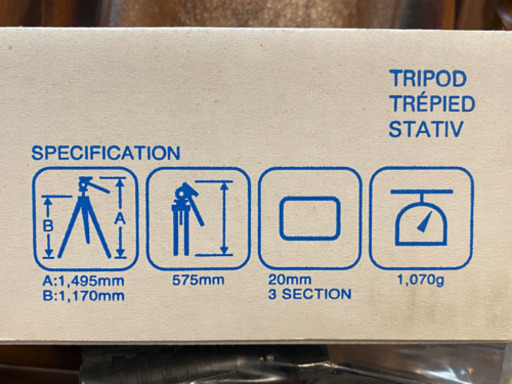 TRIPOD
TRÉPIED
STATIV
SPECIFICATION
B A
A:1,495mm
B:1,170mm
575mm
20mm
3 SECTION
1,070g